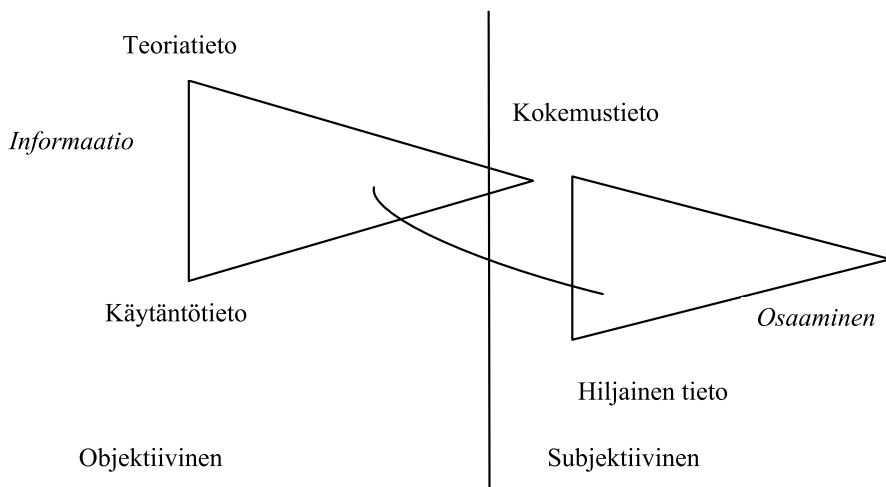 Teoriatieto
Kokemustieto
Informaatio
Käytäntötieto
Osaaminen
Hiljainen tieto
Objektiivinen
Subjektiivinen